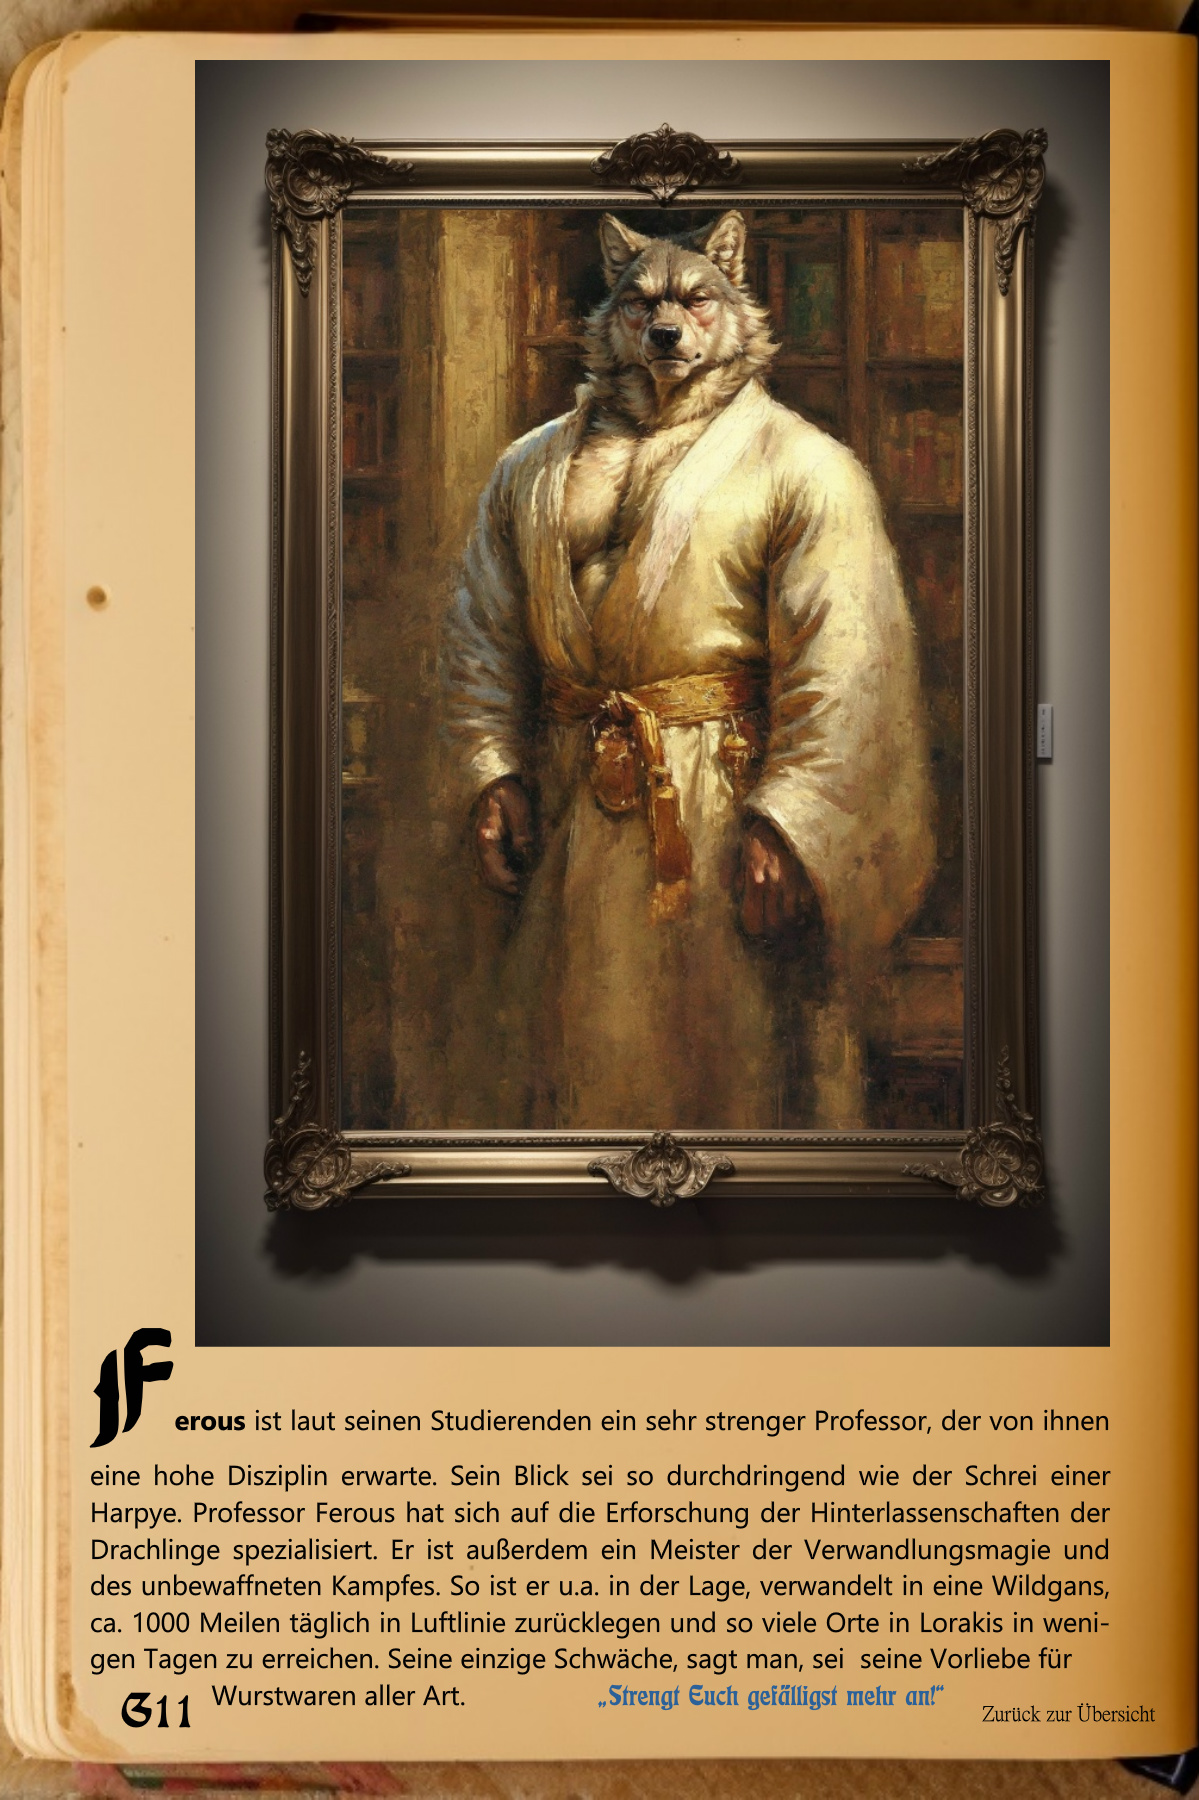 Ferous ist laut seinen Studierenden ein sehr strenger Professor, der von ihnen
eine hohe Disziplin erwarte. Sein Blick sei so durchdringend wie der Schrei einer
Harpye. Professor Ferous hat sich auf die Erforschung der Hinterlassenschaften der
Drachlinge spezialisiert. Er ist außerdem ein Meister der Verwandlungsmagie und
des unbewaffneten Kampfes. So ist er u.a. in der Lage, verwandelt in eine Wildgans,
ca. 1000 Meilen täglich in Luftlinie zurücklegen und so viele Orte in Lorakis in weni-
gen Tagen zu erreichen. Seine einzige Schwäche, sagt man, sei seine Vorliebe für
Wurstwaren aller Art.
„Strengt Euch gefälligst mehr an!“
G11
Zurück zur Übersicht